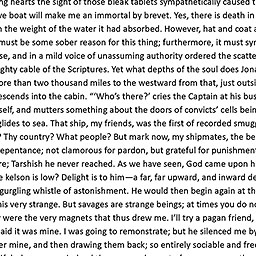 ng hearts the sight of those bleak tablets sympathetically caused t
ve boat will make me an immortal by brevet. Yes, there is death in
n the weight of the water it had absorbed. However, hat and coat a
must be some sober reason for this thing; furthermore, it must syn
se, and in a mild voice of unassuming authority ordered the scatte
ghty cable of the Scriptures. Yet what depths of the soul does Jona
ore than two thousand miles to the westward from that, just outsi
escends into the cabin. “‘Who’s there?’ cries the Captain at his bus
self, and mutters something about the doors of convicts’ cells bein
glides to sea. That ship, my friends, was the first of recorded smugg
? Thy country? What people? But mark now, my shipmates, the be
epentance; not clamorous for pardon, but grateful for punishment
re; Tarshish he never reached. As we have seen, God came upon h
e kelson is low? Delight is to him—a far, far upward, and inward de
gurgling whistle of astonishment. He would then begin again at th
his very strange. But savages are strange beings; at times you do no
were the very magnets that thus drew me. I’ll try a pagan friend,
aid it was mine. I was going to remonstrate; but he silenced me by
er mine, and then drawing them back; so entirely sociable and free